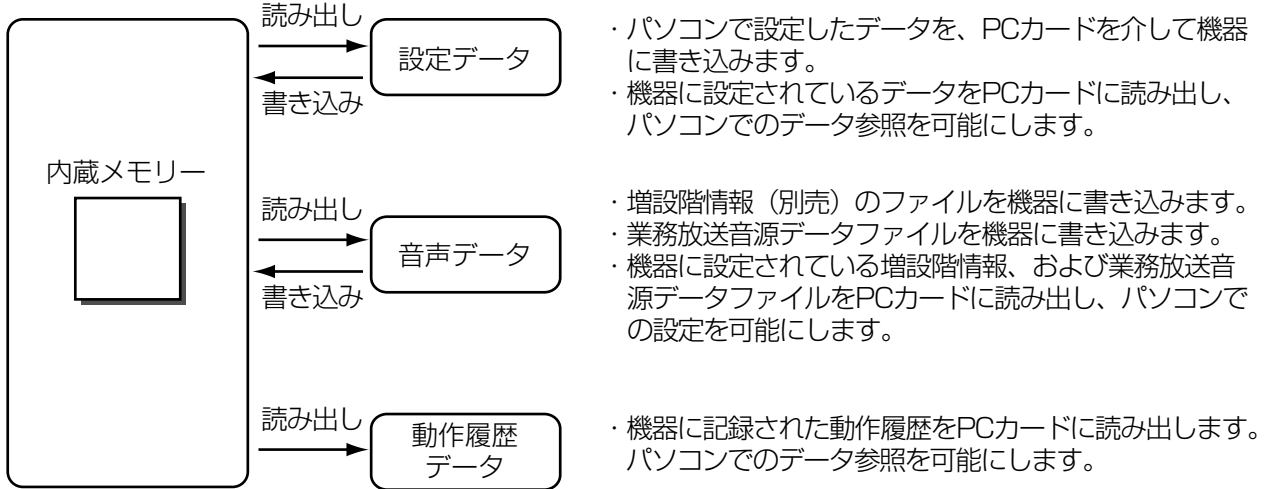 読み出し
設定データ
書き込み
・パソコンで設定したデータを、PCカードを介して機器
に書き込みます。
・機器に設定されているデータをPCカードに読み出し、
パソコンでのデータ参照を可能にします。
内蔵メモリー
読み出し
音声データ
書き込み
・増設階情報（別売）のファイルを機器に書き込みます。
・業務放送音源データファイルを機器に書き込みます。
・機器に設定されている増設階情報、および業務放送音
源データファイルをPCカードに読み出し、パソコンで
の設定を可能にします。
読み出し
動作履歴
データ
・機器に記録された動作履歴をPCカードに読み出します。
パソコンでのデータ参照を可能にします。